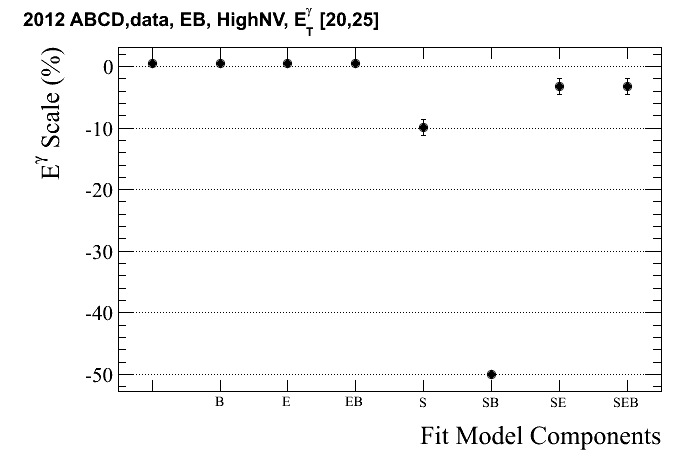 2012 ABCD,data, EB, HighNV, E_T^γ [20,25]
E^γ Scale (%)
0
-10
-20
-30
-40
-50
B E EB S SB SE SEB
Fit Model Components